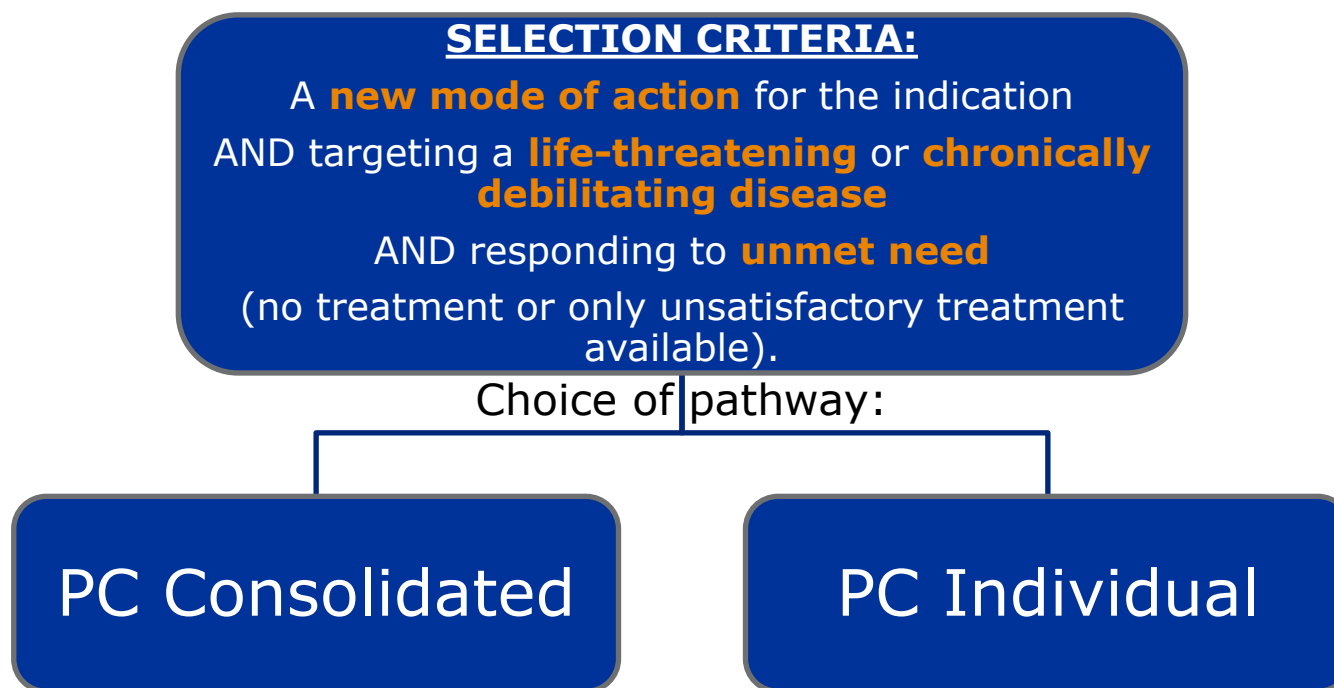 SELECTION CRITERIA:
A new mode of action for the indication
AND targeting a life-threatening or chronically
debilitating disease
AND responding to unmet need
(no treatment or only unsatisfactory treatment
available).
Choice of pathway:
PC Consolidated
PC Individual